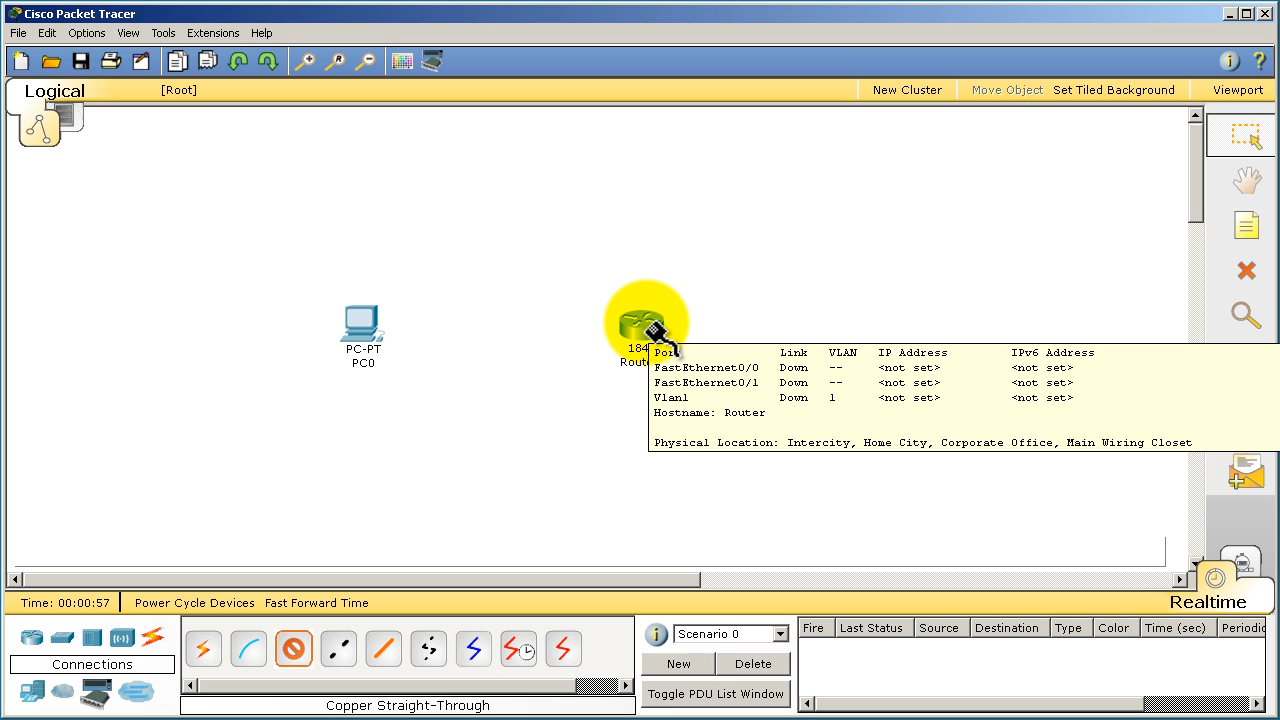 Cisco Packet Tracer
File Edit Options View Tools Extensions Help
Logical [Root] New Cluster Move Object Set Tiled Background Viewport
PC-PT
PC0
184
Port Link VLAN IP Address IPv6 Address
FastEthernet0/0 Down -- <not set> <not set>
FastEthernet0/1 Down -- <not set> <not set>
Vlan1 Down 1 <not set> <not set>
Hostname: Router
Physical Location: Intercity, Home City, Corporate Office, Main Wiring Closet
Time: 00:00:57 Power Cycle Devices Fast Forward Time Realtime
Connections
Copper Straight-Through
Scenario 0
New Delete
Toggle PDU List Window
Fire Last Status Source Destination Type Color Time (sec) Periodic